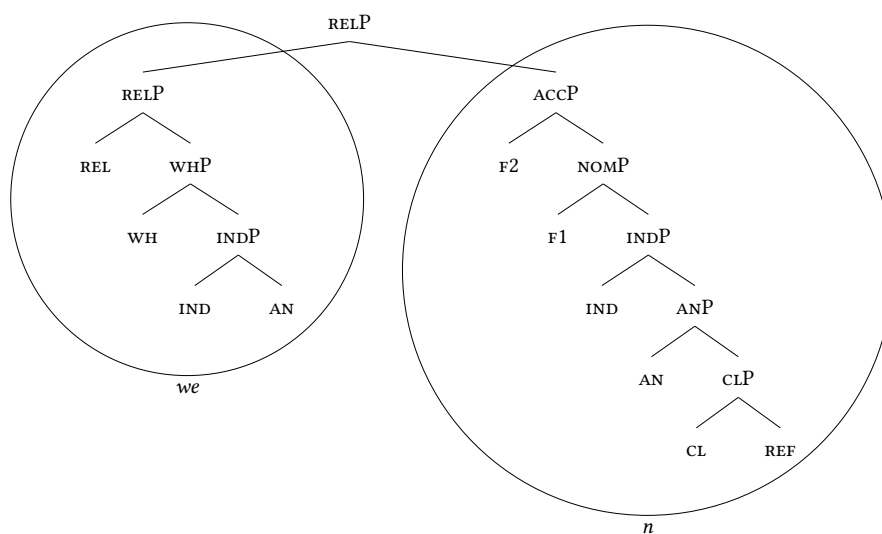 RELP
RELP ACCP
REL WHP F2 NOMP
WH INDP F1 INDP
IND AN IND ANP
we AN CLP
CL REF
n